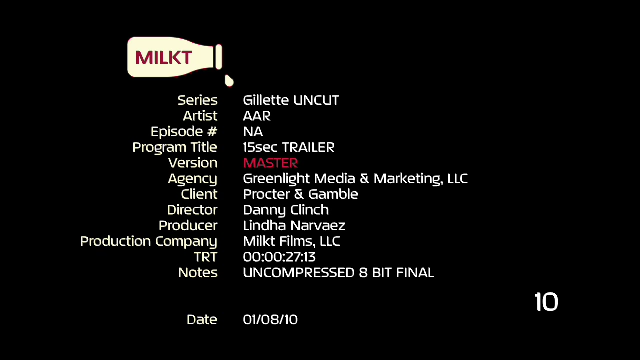 MILKT
Series Gillette UNCUT
Artist AAR
Episode # NA
Program Title 15sec TRAILER
Version MASTER
Agency Greenlight Media & Marketing, LLC
Client Procter & Gamble
Director Danny Clinch
Producer Lindha Narvaez
Production Company Milkt Films, LLC
TRT 00:00:27:13
Notes UNCOMPRESSED 8 BIT FINAL
10
Date 01/08/10